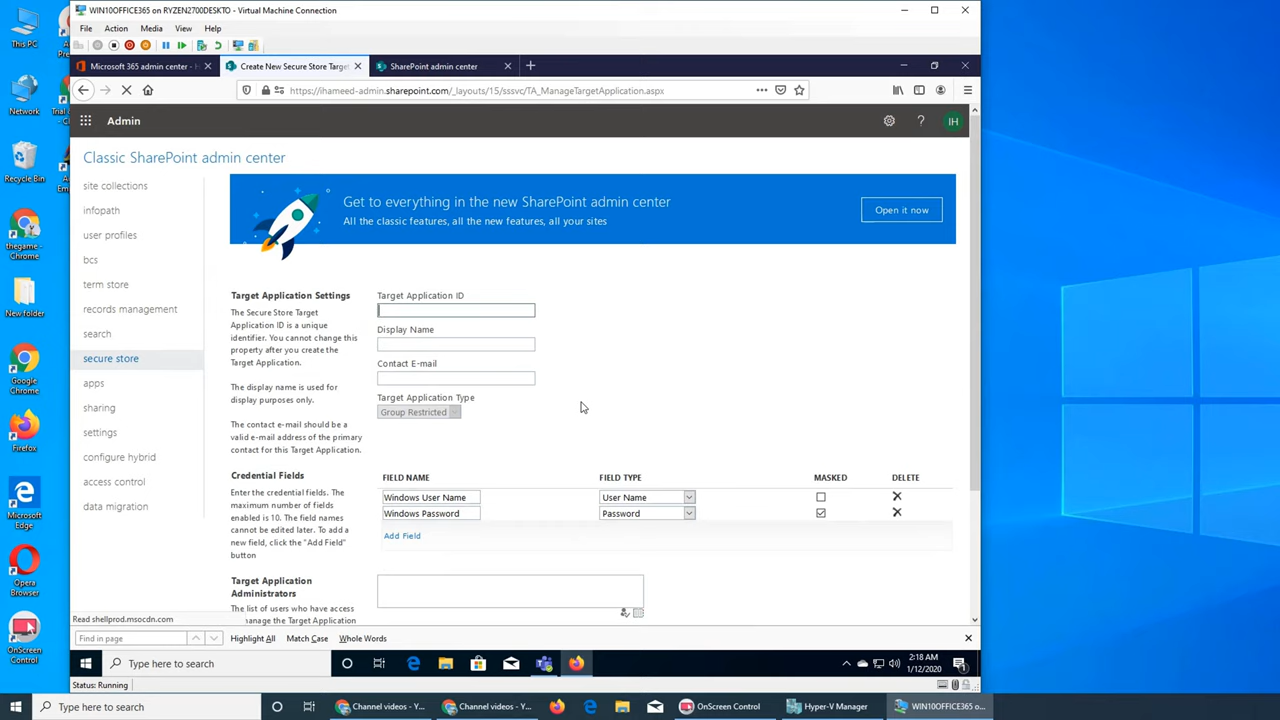 WIN10OFFICE365 on RYZEN2700DESKTO - Virtual Machine Connection
File Action Media View Help
Microsoft 365 admin center - H
Create New Secure Store Target
SharePoint admin center
https://ihameed-admin.sharepoint.com/_layouts/15/sssvc/TA_ManageTargetApplication.aspx
Admin
IH
Classic SharePoint admin center
site collections
infopath
user profiles
bcs
term store
records management
search
secure store
apps
sharing
settings
configure hybrid
access control
data migration
Get to everything in the new SharePoint admin center
All the classic features, all the new features, all your sites
Open it now
Target Application Settings
The Secure Store Target
Application ID is a unique
identifier. You cannot change
this property after you create the
Target Application.
The display name is used for
display purposes only.
The contact e-mail should be a
valid e-mail address of the primary
contact for this Target Application.
Target Application ID
Display Name
Contact E-mail
Target Application Type
Group Restricted
Credential Fields
Enter the credential fields. The
maximum number of fields
enabled is 10. The field names
cannot be edited later. To add a
new field, click the "Add Field"
button
FIELD NAME FIELD TYPE MASKED DELETE
Windows User Name User Name
Windows Password Password
Add Field
Target Application
Administrators
The list of users who have access
manage the Target Application
Read shellprod.msocdn.com
Find in page
Highlight All Match Case Whole Words
Type here to search
2:18 AM
1/12/2020
Status: Running
This PC
Network
Recycle Bin
thegame -
Chrome
New folder
Google
Chrome
Firefox
Microsoft
Edge
Opera
Browser
OnScreen
Control
Type here to search
Channel videos - Y...
Channel videos - Y...
OnScreen Control
Hyper-V Manager
WIN10OFFICE365 o...